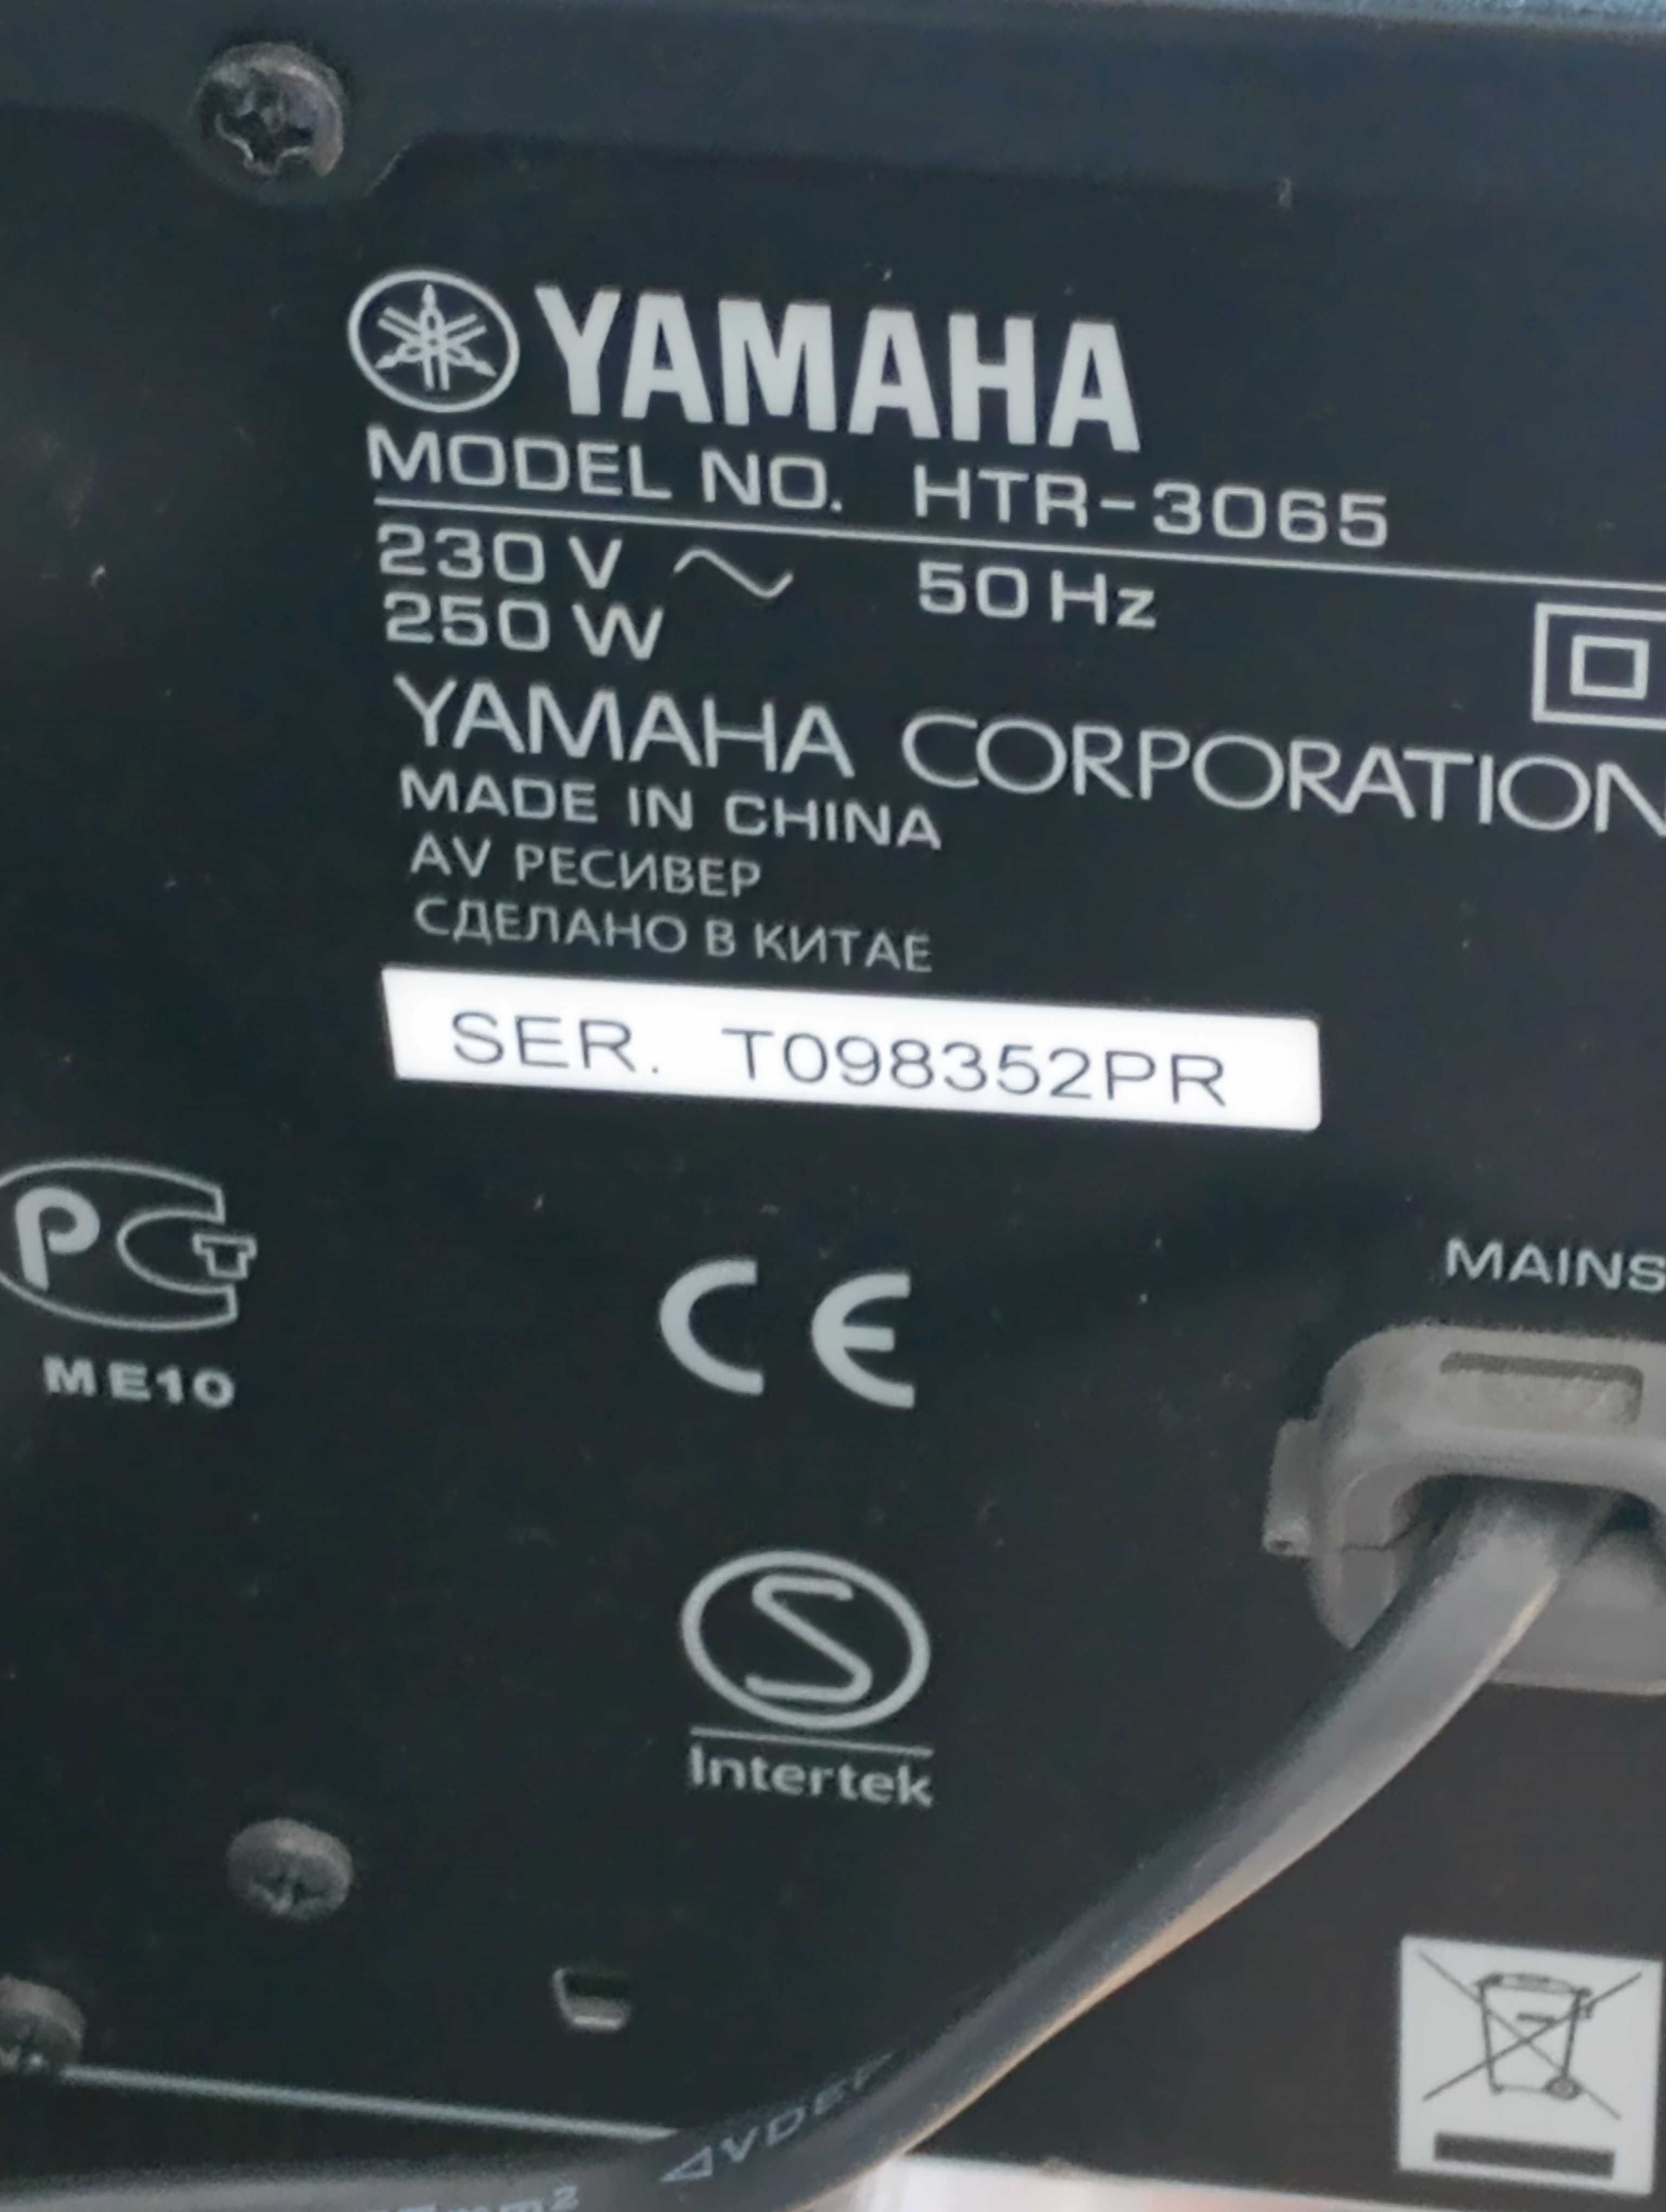 YAMAHA
MODEL NO. HTR-3065
230 V ~ 50 Hz
250 W
YAMAHA CORPORATION
MADE IN CHINA
AV РЕСИВЕР
СДЕЛАНО В КИТАЕ
SER. T098352PR
PCT
ME10
CE
MAINS
S
Intertek